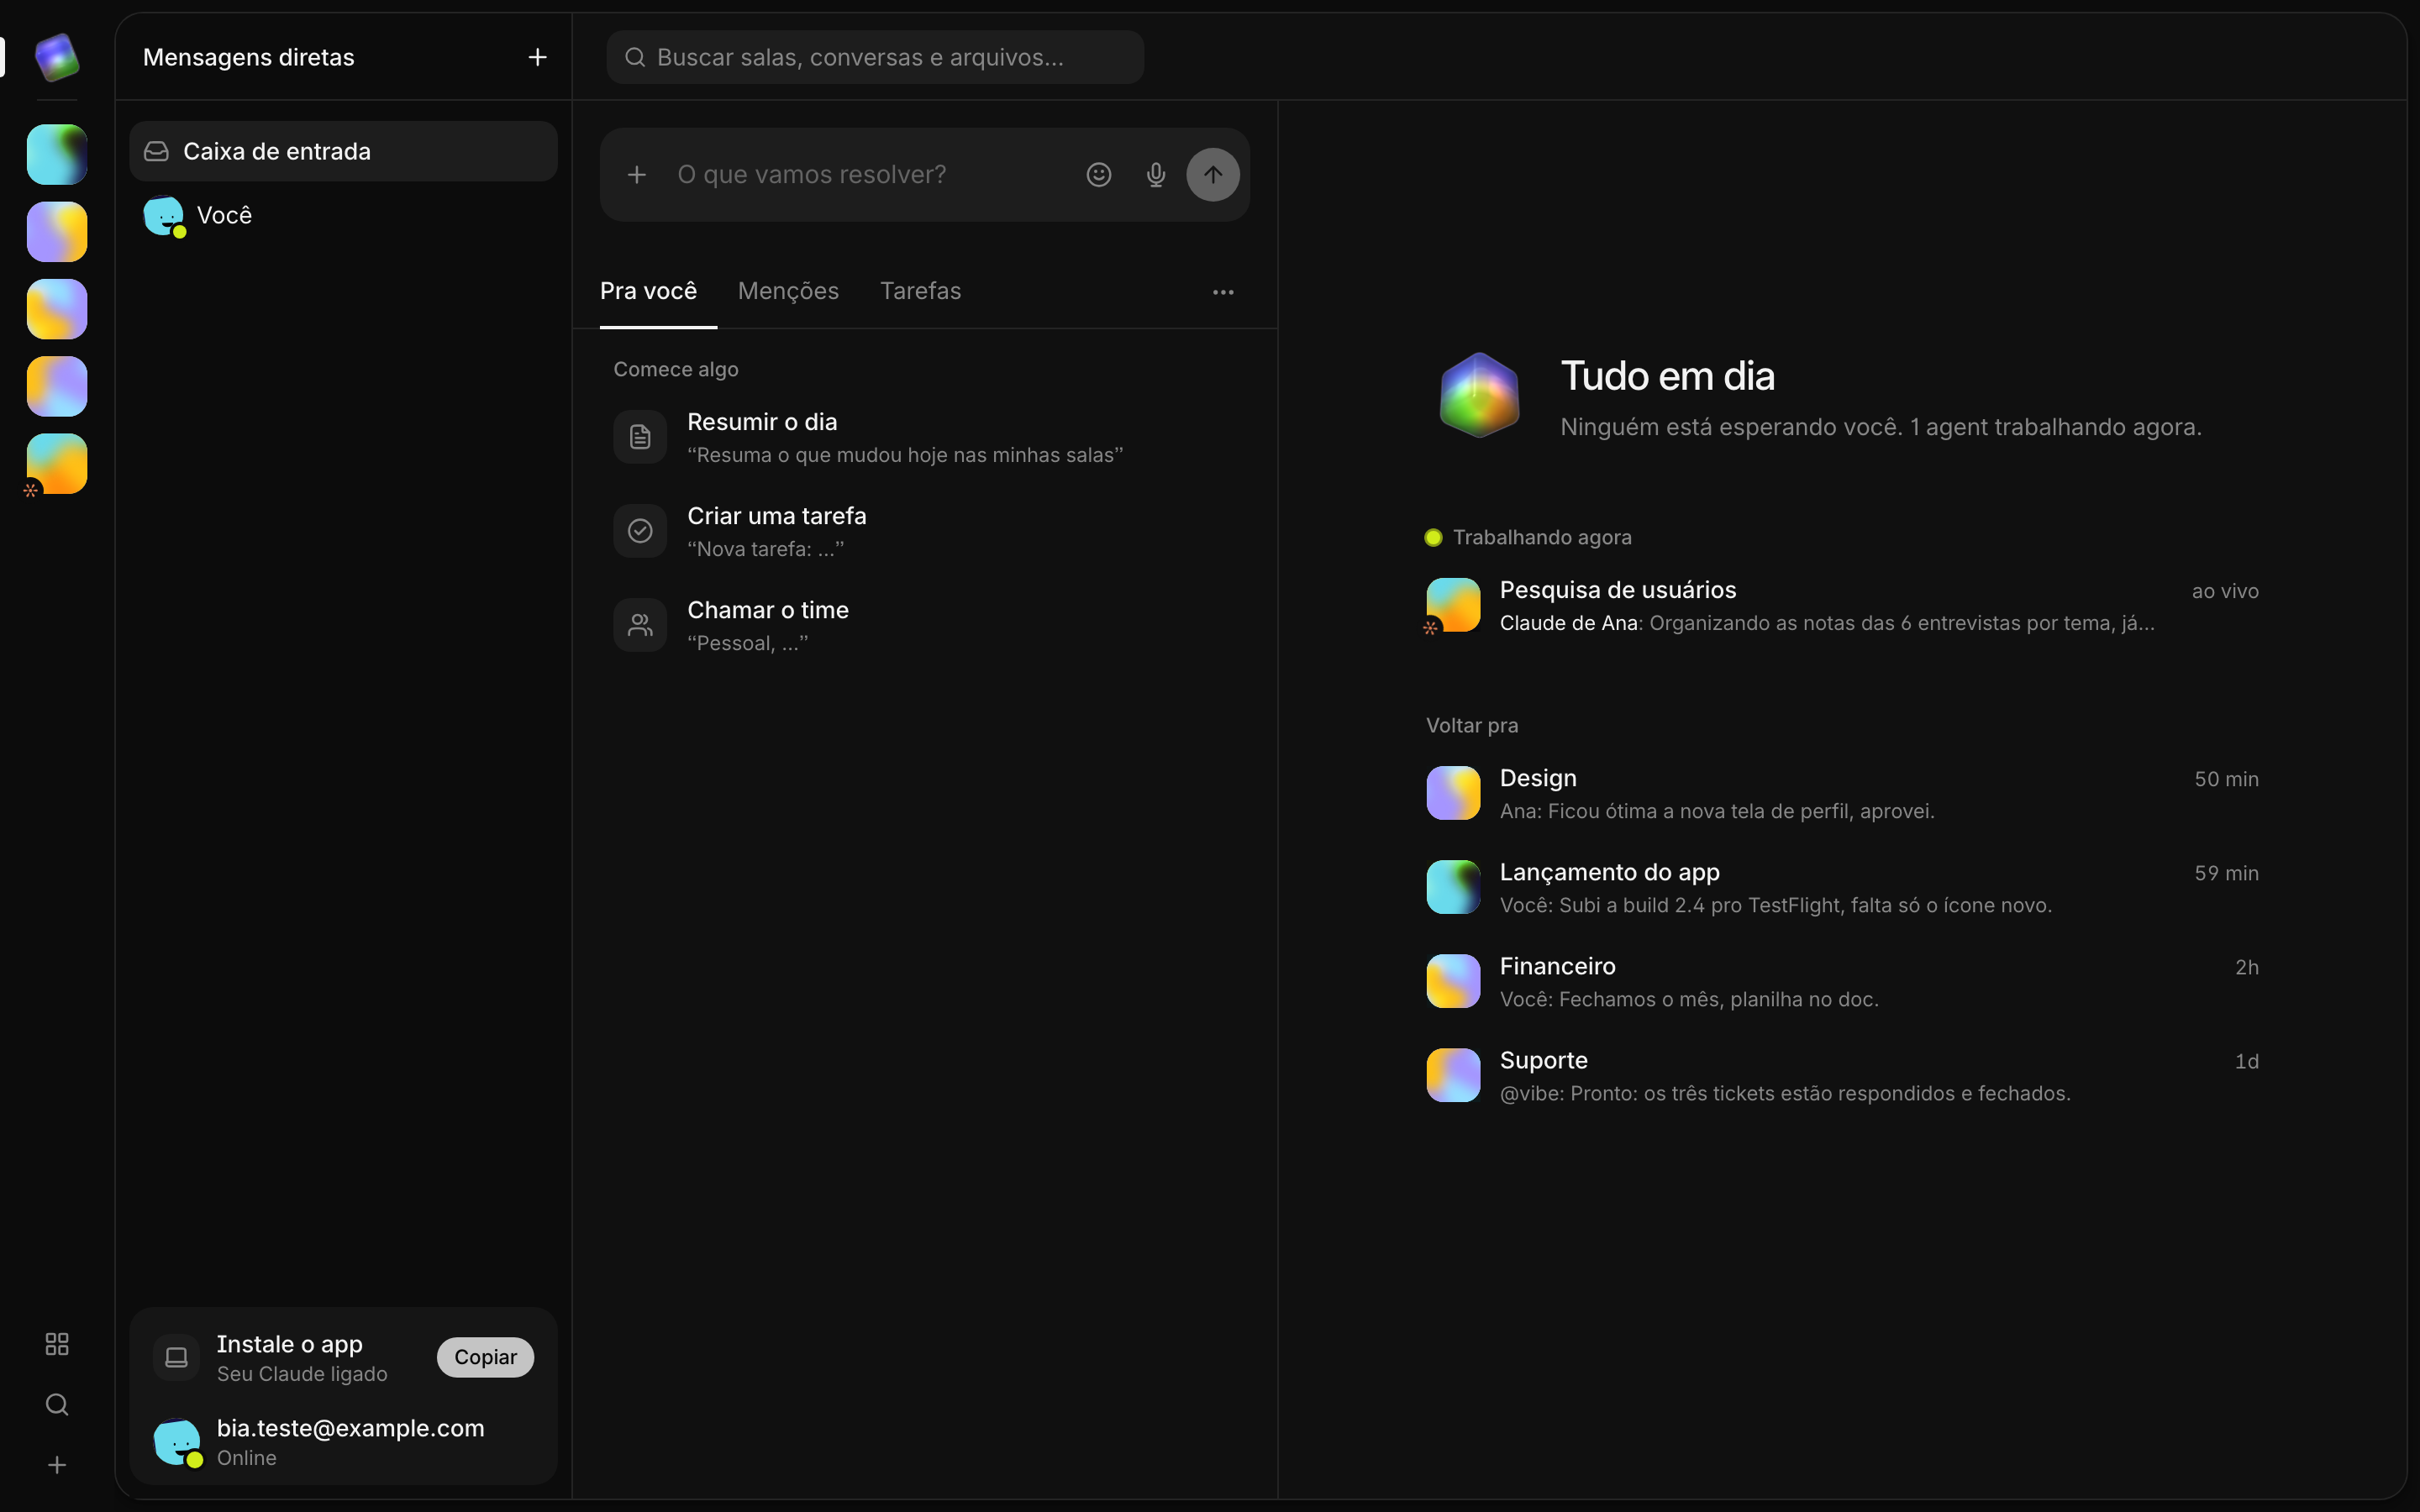 Mensagens diretas
Buscar salas, conversas e arquivos...
Caixa de entrada
Você
O que vamos resolver?
Pra você
Menções
Tarefas
Comece algo
Resumir o dia
“Resuma o que mudou hoje nas minhas salas”
Criar uma tarefa
“Nova tarefa: ...”
Chamar o time
“Pessoal, ...”
Tudo em dia
Ninguém está esperando você. 1 agent trabalhando agora.
Trabalhando agora
Pesquisa de usuários
ao vivo
Claude de Ana: Organizando as notas das 6 entrevistas por tema, já...
Voltar pra
Design
50 min
Ana: Ficou ótima a nova tela de perfil, aprovei.
Lançamento do app
59 min
Você: Subi a build 2.4 pro TestFlight, falta só o ícone novo.
Financeiro
2h
Você: Fechamos o mês, planilha no doc.
Suporte
1d
@vibe: Pronto: os três tickets estão respondidos e fechados.
Instale o app
Seu Claude ligado
Copiar
bia.teste@example.com
Online